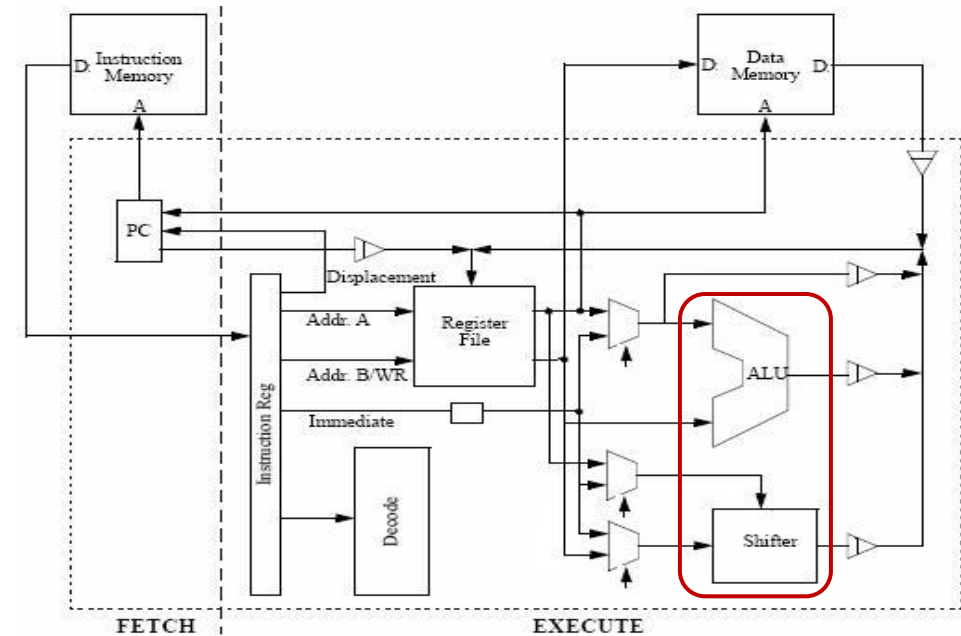 D.
Instruction
Memory
A
D.
Data
Memory
D.
A
PC
Displacement
Addr. A
Register
File
Addr. B/WR
ALU
Immediate
Instruction Reg
Decode
Shifter
FETCH
EXECUTE